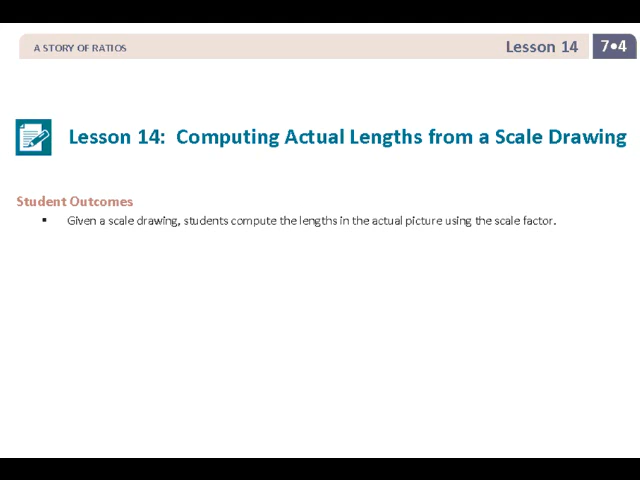 A STORY OF RATIOS
Lesson 14
7•4
Lesson 14: Computing Actual Lengths from a Scale Drawing
Student Outcomes
▪ Given a scale drawing, students compute the lengths in the actual picture using the scale factor.